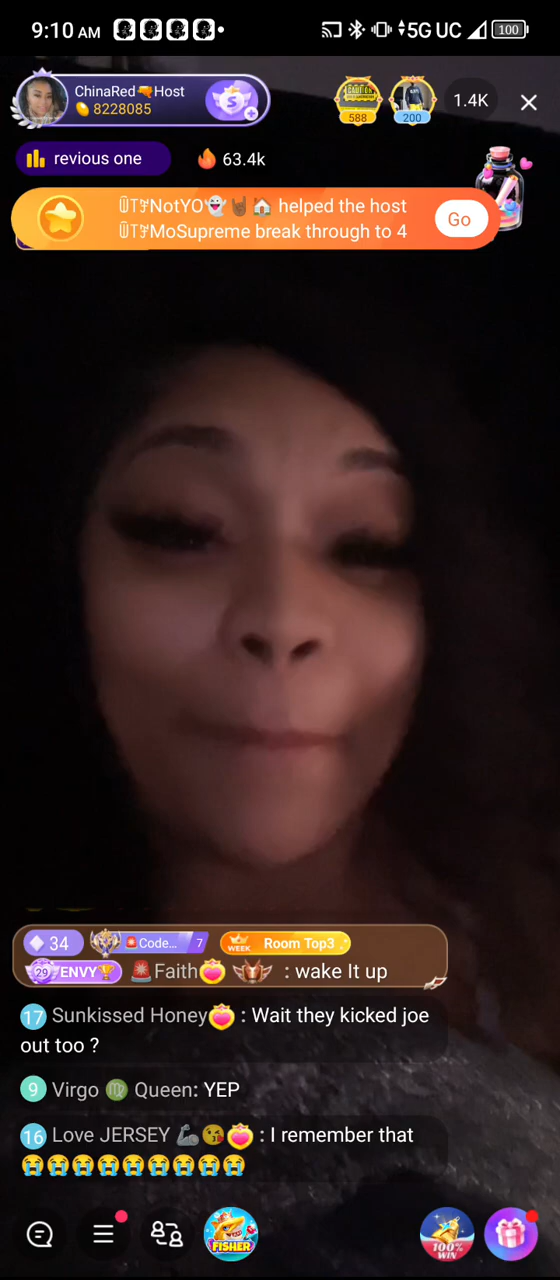 9:10 AM
5G UC
100
ChinaRed🔫Host
8228085
S
588
200
1.4K
revious one
🔥 63.4k
NotYO👻🤘🏾🏠 helped the host
MoSupreme break through to 4
Go
34
🚨Code... 7
WEEK Room Top3
29 ENVY🏆 🚨Faith : wake It up
17 Sunkissed Honey : Wait they kicked joe
out too ?
9 Virgo ♍ Queen: YEP
16 Love JERSEY 🦾😘 : I remember that
😭😭😭😭😭😭😭😭😭
FISHER
100%
WIN